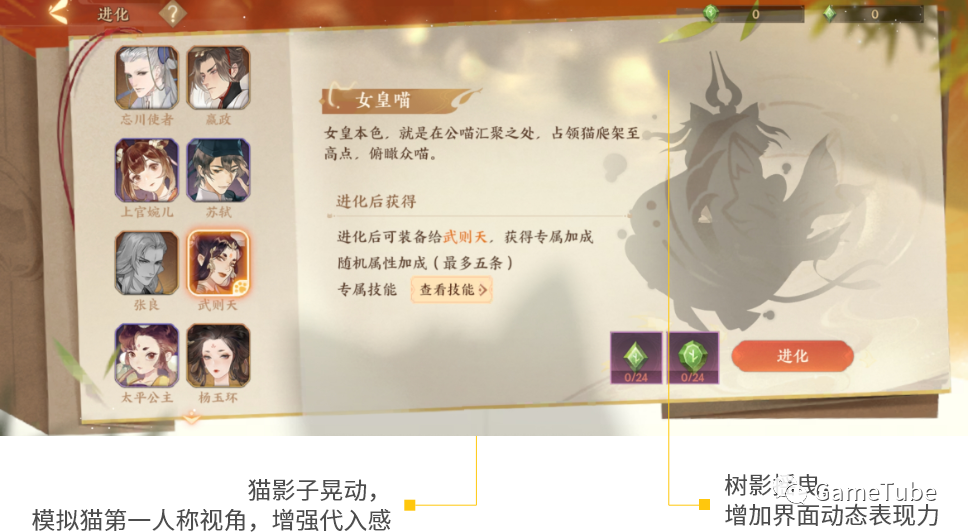 进化
?
0
0
忘川使者
嬴政
上官婉儿
苏轼
张良
武则天
太平公主
杨玉环
女皇喵
女皇本色，就是在公喵汇聚之处，占领猫爬架至
高点，俯瞰众喵。
进化后获得
进化后可装备给武则天，获得专属加成
随机属性加成（最多五条）
专属技能
查看技能
0/24
0/24
进化
猫影子晃动，
模拟猫第一人称视角，增强代入感
树影
曳，
增加界面动态表现力
GameTube